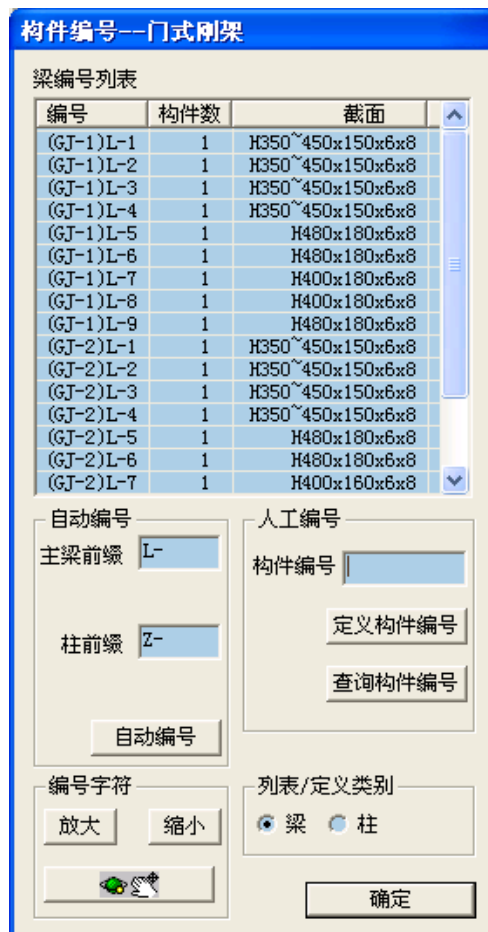 构件编号--门式刚架
梁编号列表
编号 构件数 截面
(GJ-1)L-1 1 H350~450x150x6x8
(GJ-1)L-2 1 H350~450x150x6x8
(GJ-1)L-3 1 H350~450x150x6x8
(GJ-1)L-4 1 H350~450x150x6x8
(GJ-1)L-5 1 H480x180x6x8
(GJ-1)L-6 1 H480x180x6x8
(GJ-1)L-7 1 H400x180x6x8
(GJ-1)L-8 1 H400x180x6x8
(GJ-1)L-9 1 H480x180x6x8
(GJ-2)L-1 1 H350~450x150x6x8
(GJ-2)L-2 1 H350~450x150x6x8
(GJ-2)L-3 1 H350~450x150x6x8
(GJ-2)L-4 1 H350~450x150x6x8
(GJ-2)L-5 1 H480x180x6x8
(GJ-2)L-6 1 H480x180x6x8
(GJ-2)L-7 1 H400x160x6x8
自动编号
主梁前缀 L-
柱前缀 Z-
自动编号
人工编号
构件编号
定义构件编号
查询构件编号
编号字符
放大 缩小
列表/定义类别
梁 柱
确定